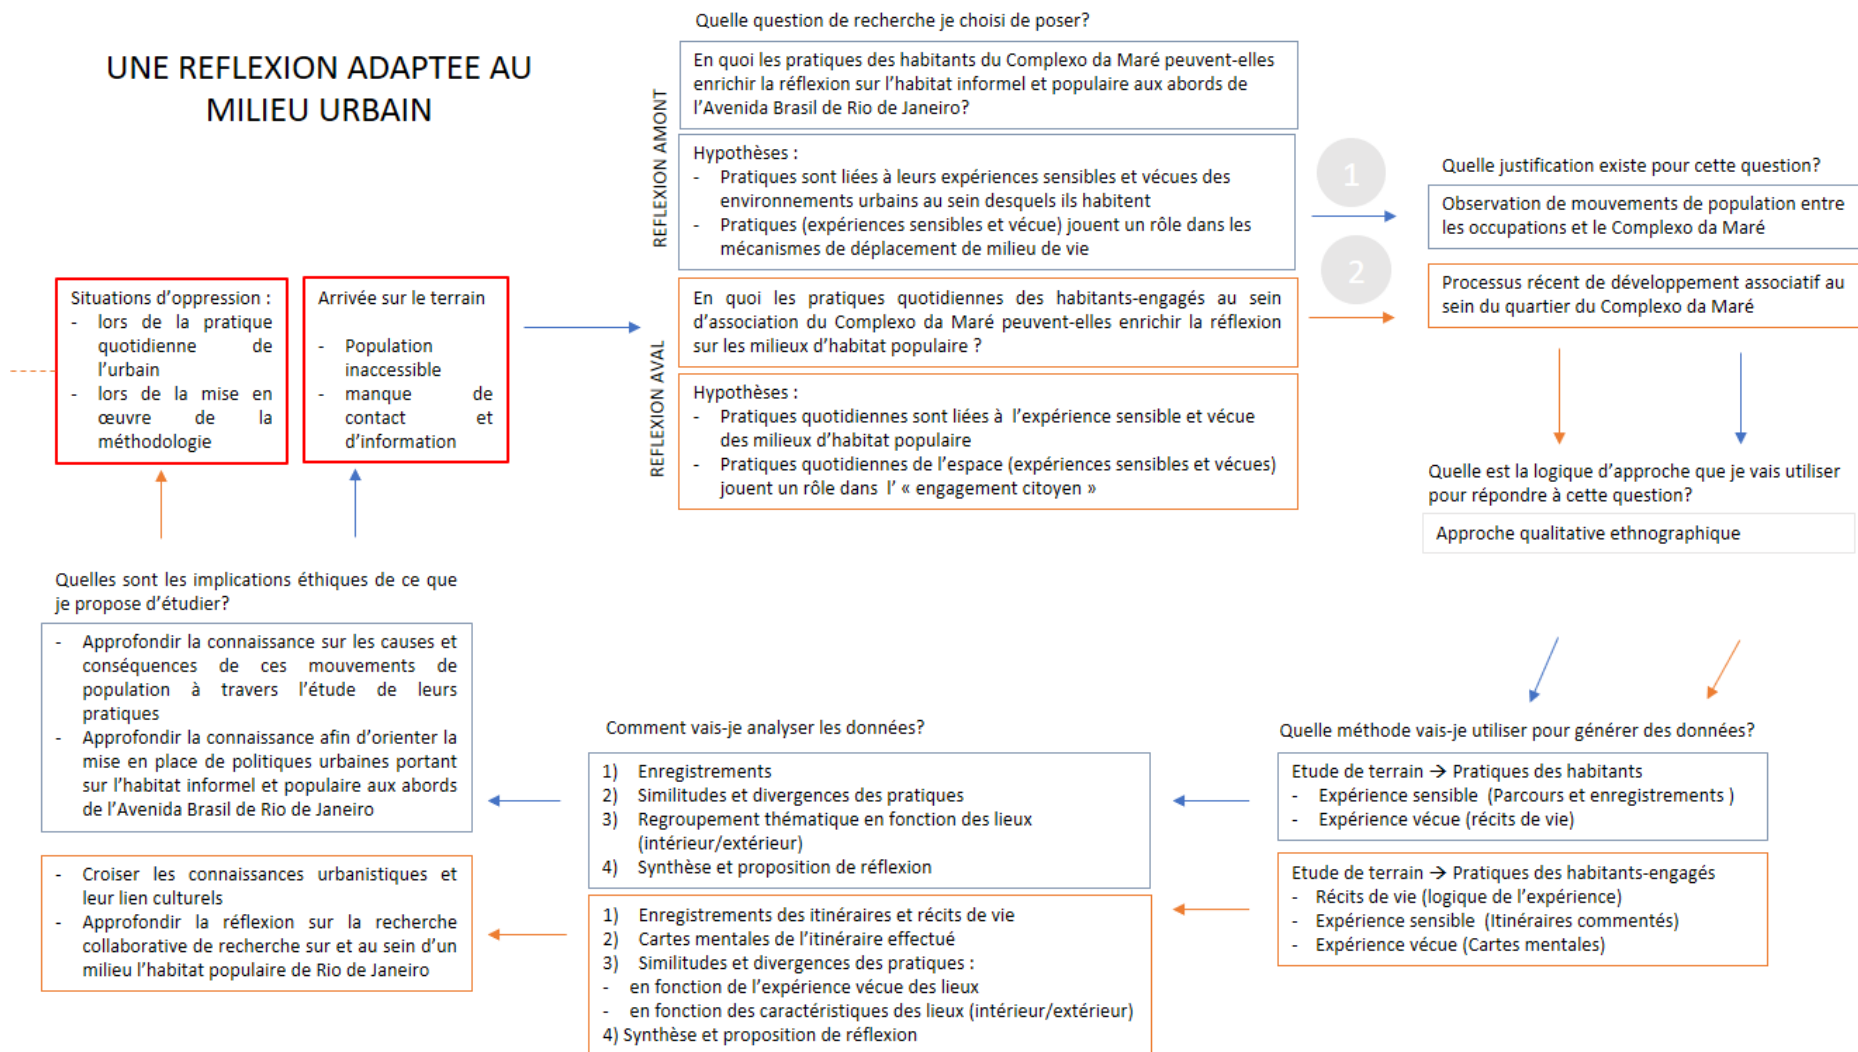 UNE REFLEXION ADAPTEE AU
MILIEU URBAIN
Quelle question de recherche je choisi de poser?
REFLEXION AMONT
En quoi les pratiques des habitants du Complexo da Maré peuvent-elles
enrichir la réflexion sur l'habitat informel et populaire aux abords de
l'Avenida Brasil de Rio de Janeiro?
Hypothèses :
- Pratiques sont liées à leurs expériences sensibles et vécues des
environnements urbains au sein desquels ils habitent
- Pratiques (expériences sensibles et vécue) jouent un rôle dans les
mécanismes de déplacement de milieu de vie
REFLEXION AVAL
En quoi les pratiques quotidiennes des habitants-engagés au sein
d'association du Complexo da Maré peuvent-elles enrichir la réflexion
sur les milieux d'habitat populaire ?
Hypothèses :
- Pratiques quotidiennes sont liées à l'expérience sensible et vécue
des milieux d'habitat populaire
- Pratiques quotidiennes de l'espace (expériences sensibles et vécues)
jouent un rôle dans l' « engagement citoyen »
1
2
Quelle justification existe pour cette question?
Observation de mouvements de population entre
les occupations et le Complexo da Maré
Processus récent de développement associatif au
sein du quartier du Complexo da Maré
Quelle est la logique d'approche que je vais utiliser
pour répondre à cette question?
Approche qualitative ethnographique
Quelle méthode vais-je utiliser pour générer des données?
Etude de terrain → Pratiques des habitants
- Expérience sensible (Parcours et enregistrements )
- Expérience vécue (récits de vie)
Etude de terrain → Pratiques des habitants-engagés
- Récits de vie (logique de l'expérience)
- Expérience sensible (Itinéraires commentés)
- Expérience vécue (Cartes mentales)
Comment vais-je analyser les données?
1) Enregistrements
2) Similitudes et divergences des pratiques
3) Regroupement thématique en fonction des lieux
(intérieur/extérieur)
4) Synthèse et proposition de réflexion
1) Enregistrements des itinéraires et récits de vie
2) Cartes mentales de l'itinéraire effectué
3) Similitudes et divergences des pratiques :
- en fonction de l'expérience vécue des lieux
- en fonction des caractéristiques des lieux (intérieur/extérieur)
4) Synthèse et proposition de réflexion
Quelles sont les implications éthiques de ce que
je propose d'étudier?
- Approfondir la connaissance sur les causes et
conséquences de ces mouvements de
population à travers l'étude de leurs
pratiques
- Approfondir la connaissance afin d'orienter la
mise en place de politiques urbaines portant
sur l'habitat informel et populaire aux abords
de l'Avenida Brasil de Rio de Janeiro
- Croiser les connaissances urbanistiques et
leur lien culturels
- Approfondir la réflexion sur la recherche
collaborative de recherche sur et au sein d'un
milieu l'habitat populaire de Rio de Janeiro
Situations d'oppression :
- lors de la pratique
quotidienne de
l'urbain
- lors de la mise en
œuvre de la
méthodologie
Arrivée sur le terrain
- Population
inaccessible
- manque de
contact et
d'information